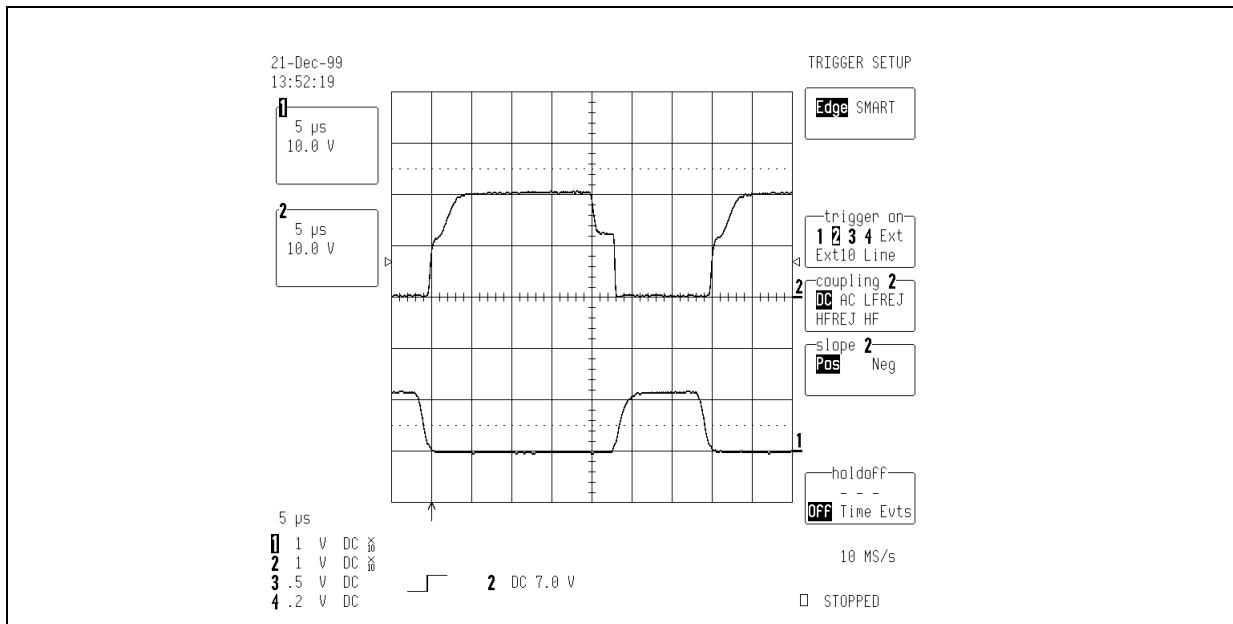 21-Dec-99
13:52:19
1
5 µs
10.0 V
2
5 µs
10.0 V
TRIGGER SETUP
Edge SMART
trigger on
1 2 3 4 Ext
Ext10 Line
coupling 2
DC AC LFREJ
HFREJ HF
slope 2
Pos Neg
2
1
holdoff
- - -
Off Time Evts
5 µs
1 1 V DC X10
2 1 V DC X10
3 .5 V DC
4 .2 V DC
2 DC 7.0 V
10 MS/s
STOPPED